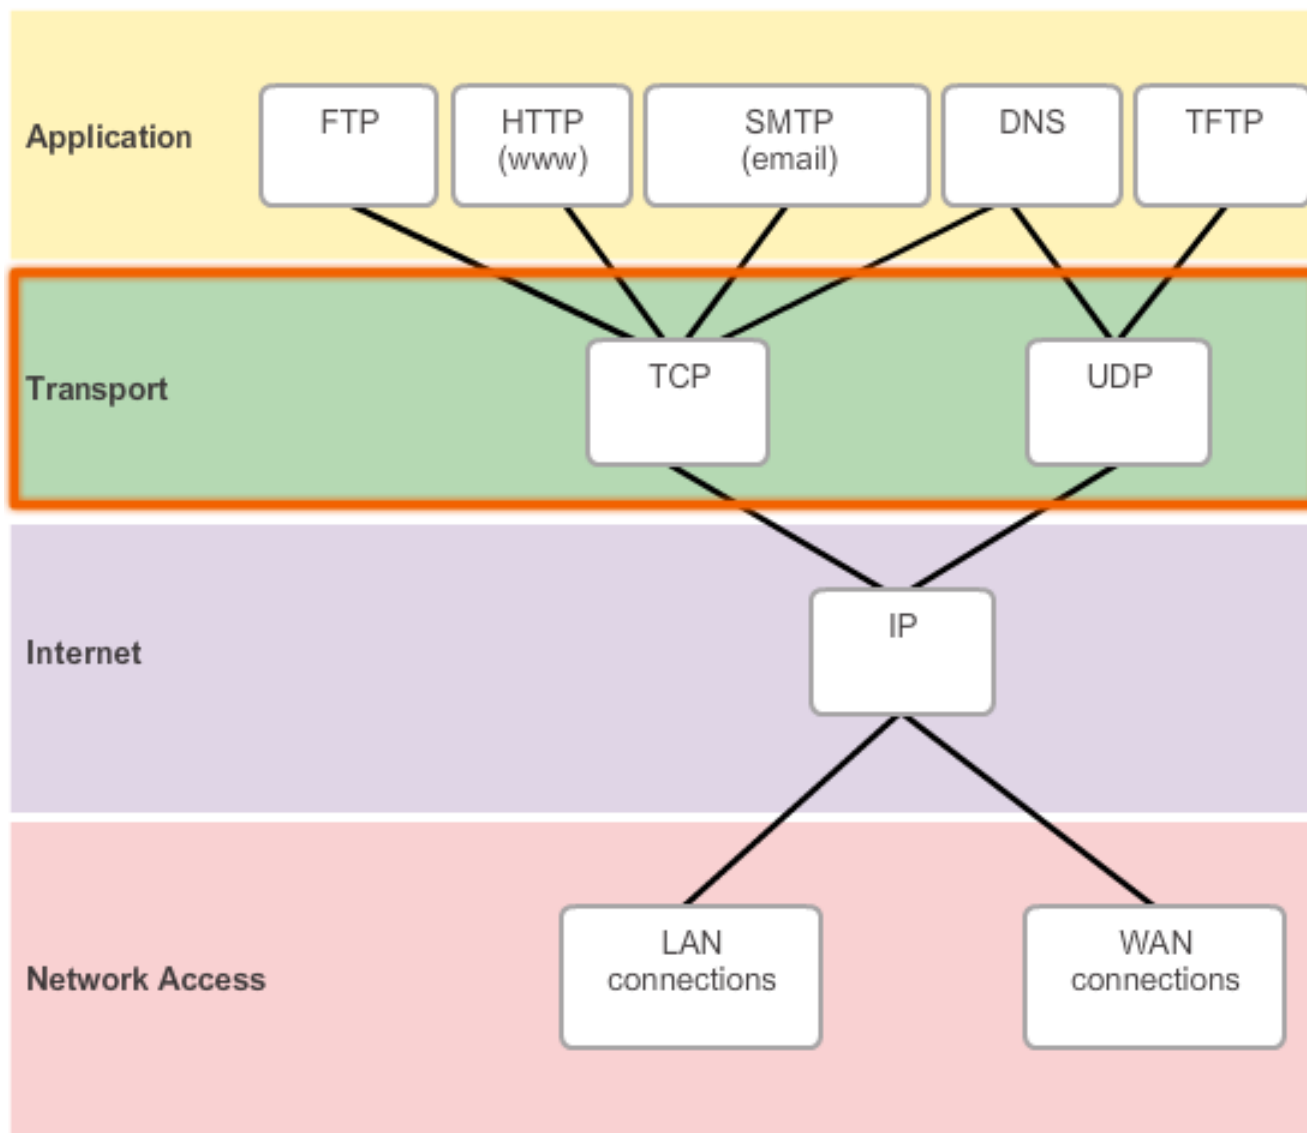 Application
FTP
HTTP
(www)
SMTP
(email)
DNS
TFTP
Transport
TCP
UDP
Internet
IP
Network Access
LAN
connections
WAN
connections